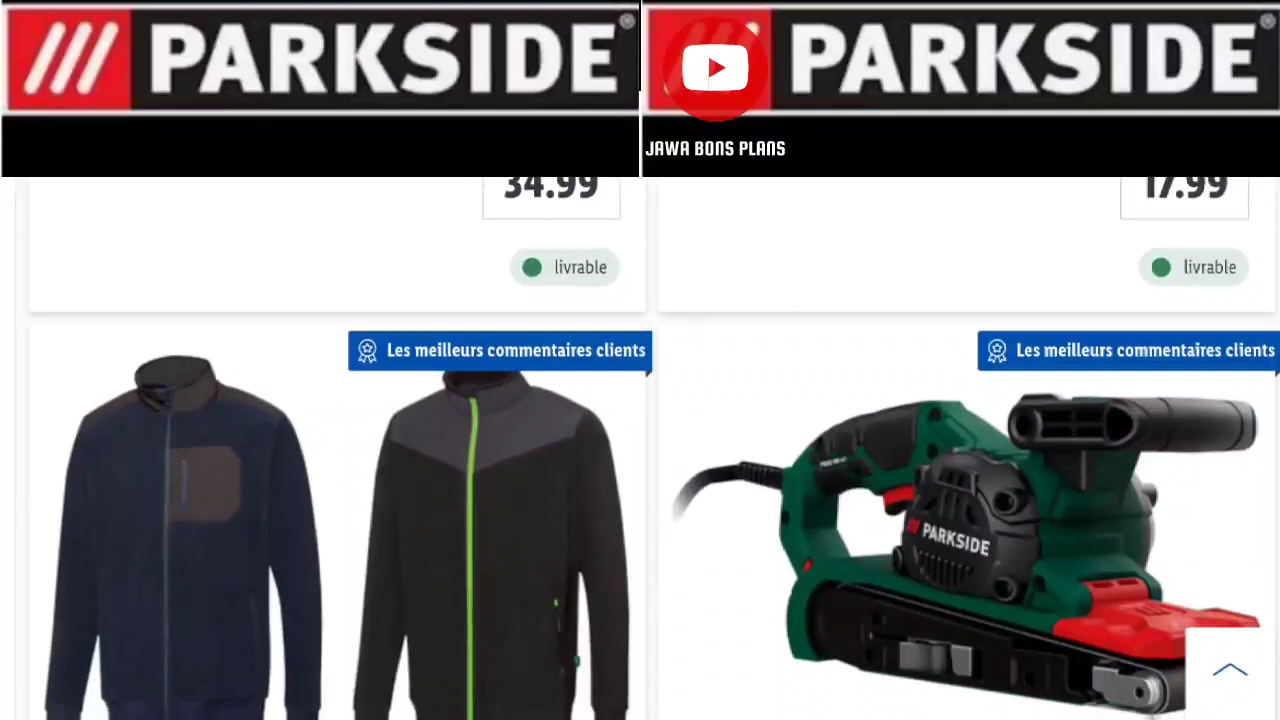 PARKSIDE®
PARKSIDE®
JAWA BONS PLANS
34.99
17.99
livrable
livrable
Les meilleurs commentaires clients
Les meilleurs commentaires clients
PARKSIDE